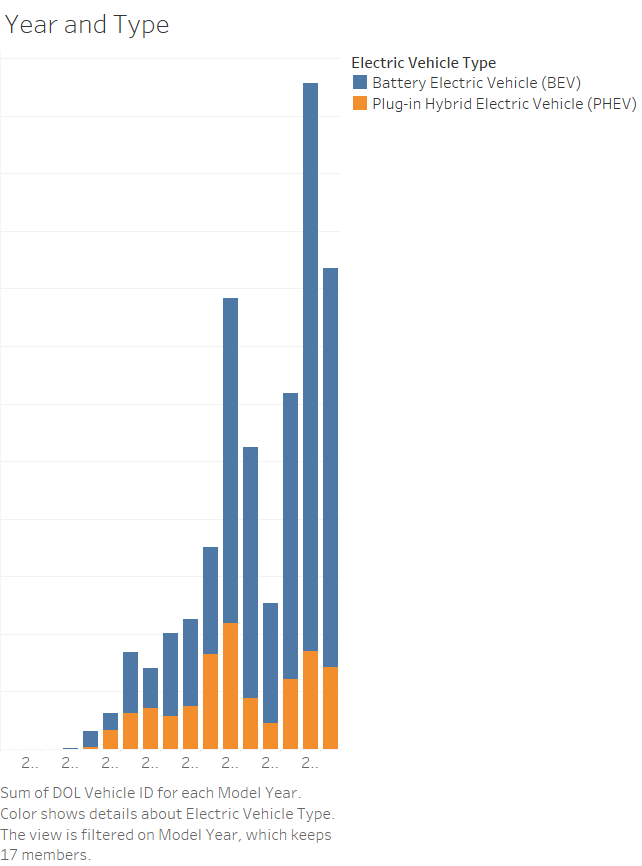 Year and Type
Electric Vehicle Type
Battery Electric Vehicle (BEV)
Plug-in Hybrid Electric Vehicle (PHEV)
2.. 2.. 2.. 2.. 2.. 2.. 2.. 2..
Sum of DOL Vehicle ID for each Model Year.
Color shows details about Electric Vehicle Type.
The view is filtered on Model Year, which keeps
17 members.